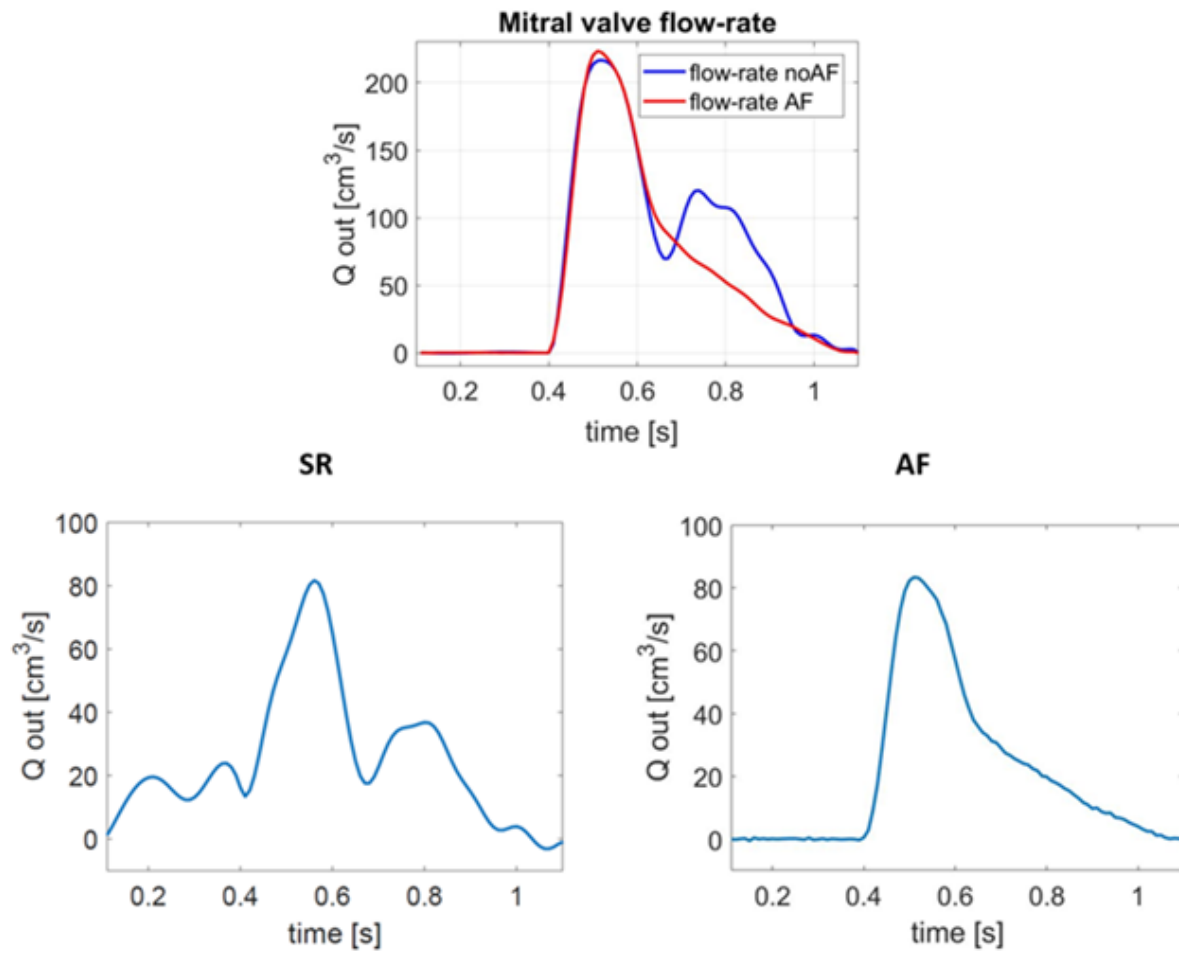 Mitral valve flow-rate
flow-rate noAF
flow-rate AF
Q out [cm³/s]
200
150
100
50
0
0.2 0.4 0.6 0.8 1
time [s]
SR
Q out [cm³/s]
100
80
60
40
20
0
0.2 0.4 0.6 0.8 1
time [s]
AF
Q out [cm³/s]
100
80
60
40
20
0
0.2 0.4 0.6 0.8 1
time [s]